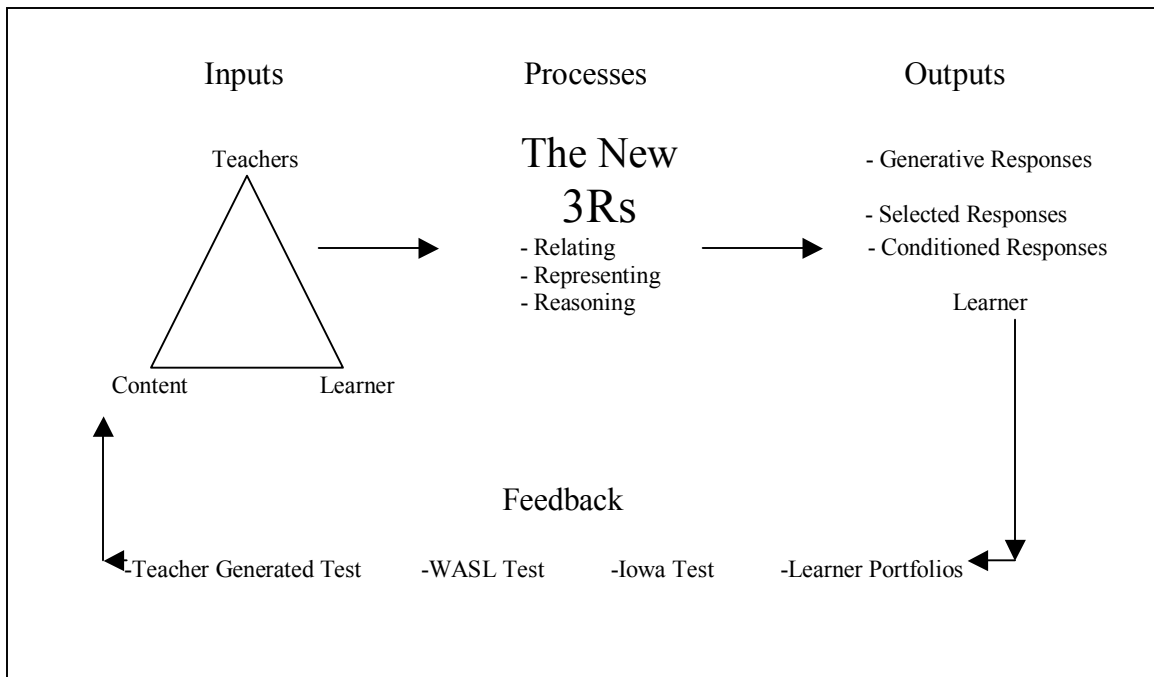 Inputs
Processes
Outputs
Teachers
Content
Learner
The New
3Rs
- Relating
- Representing
- Reasoning
- Generative Responses
- Selected Responses
- Conditioned Responses
Learner
Feedback
-Teacher Generated Test
-WASL Test
-Iowa Test
-Learner Portfolios